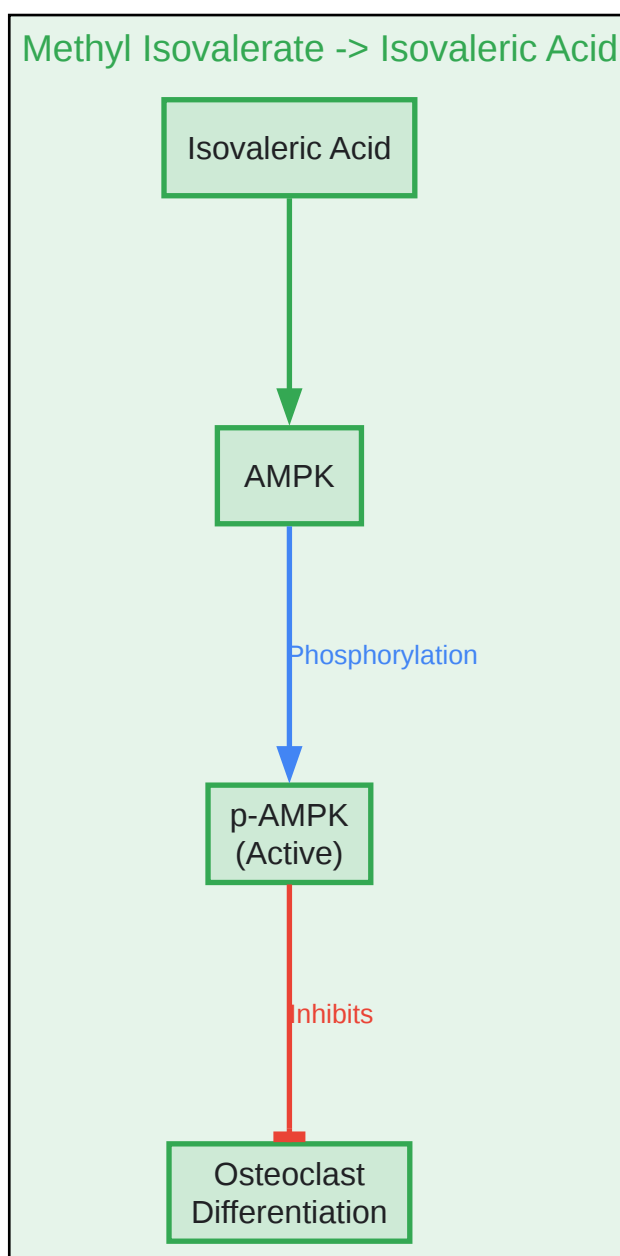 Methyl Isovalerate -> Isovaleric Acid
Isovaleric Acid
AMPK
Phosphorylation
p-AMPK
(Active)
Inhibits
Osteoclast
Differentiation